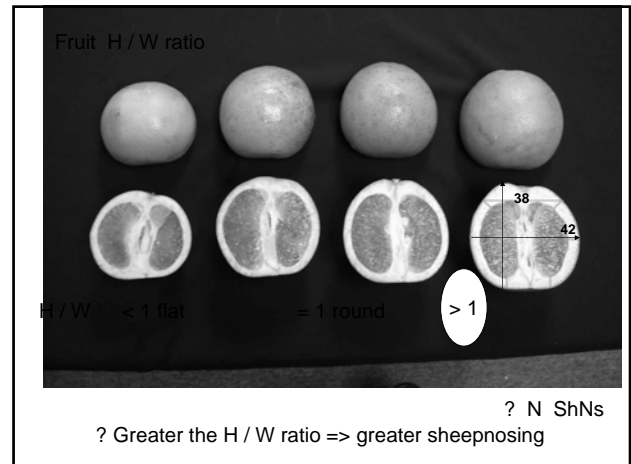 Fruit H / W ratio
38
42
H / W < 1 flat = 1 round > 1
? N ShNs
? Greater the H / W ratio => greater sheepnosing